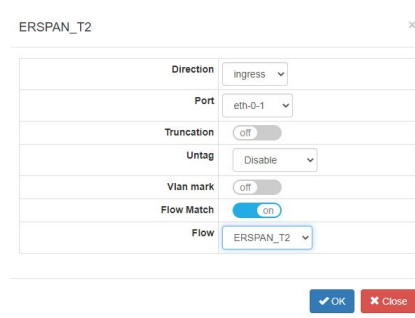 ERSPAN_T2 ×
Direction ingress
Port eth-0-1
Truncation off
Untag Disable
Vlan mark off
Flow Match on
Flow ERSPAN_T2
✔OK ✖ Close